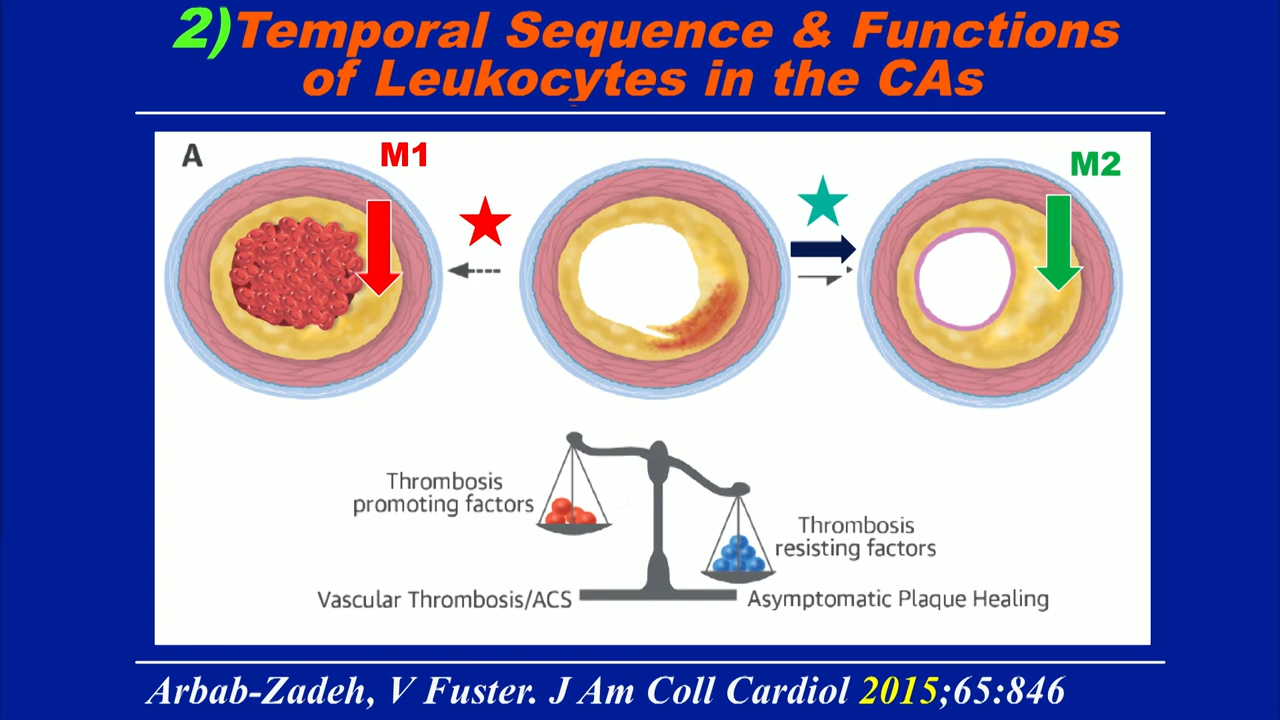 2)Temporal Sequence & Functions
of Leukocytes in the CAs
A
M1
M2
Thrombosis
promoting factors
Thrombosis
resisting factors
Vascular Thrombosis/ACS
Asymptomatic Plaque Healing
Arbab-Zadeh, V Fuster. J Am Coll Cardiol 2015;65:846